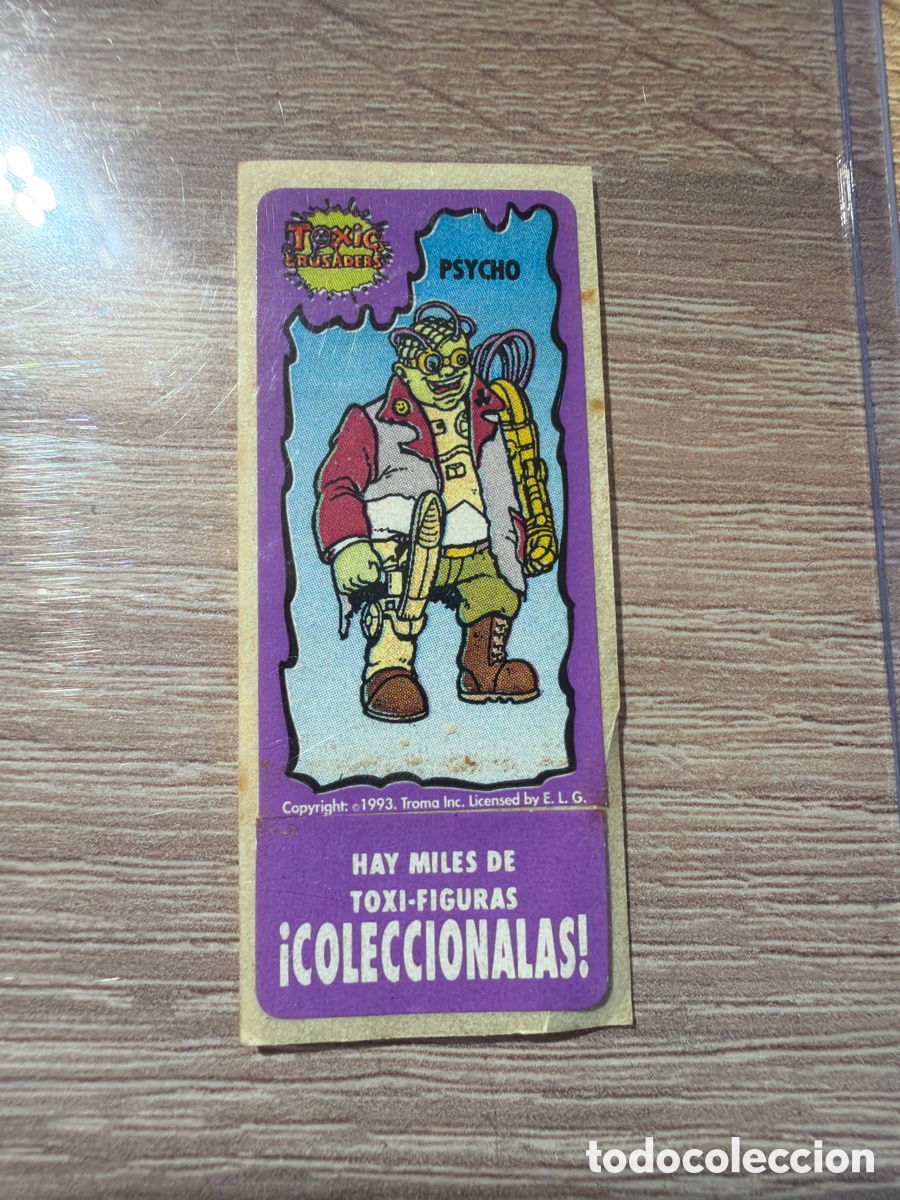 TOXIC
CRUSADERS
PSYCHO
Copyright: ©1993. Troma Inc. Licensed by E. L. G.
HAY MILES DE
TOXI-FIGURAS
¡COLECCIONALAS!
todocoleccion